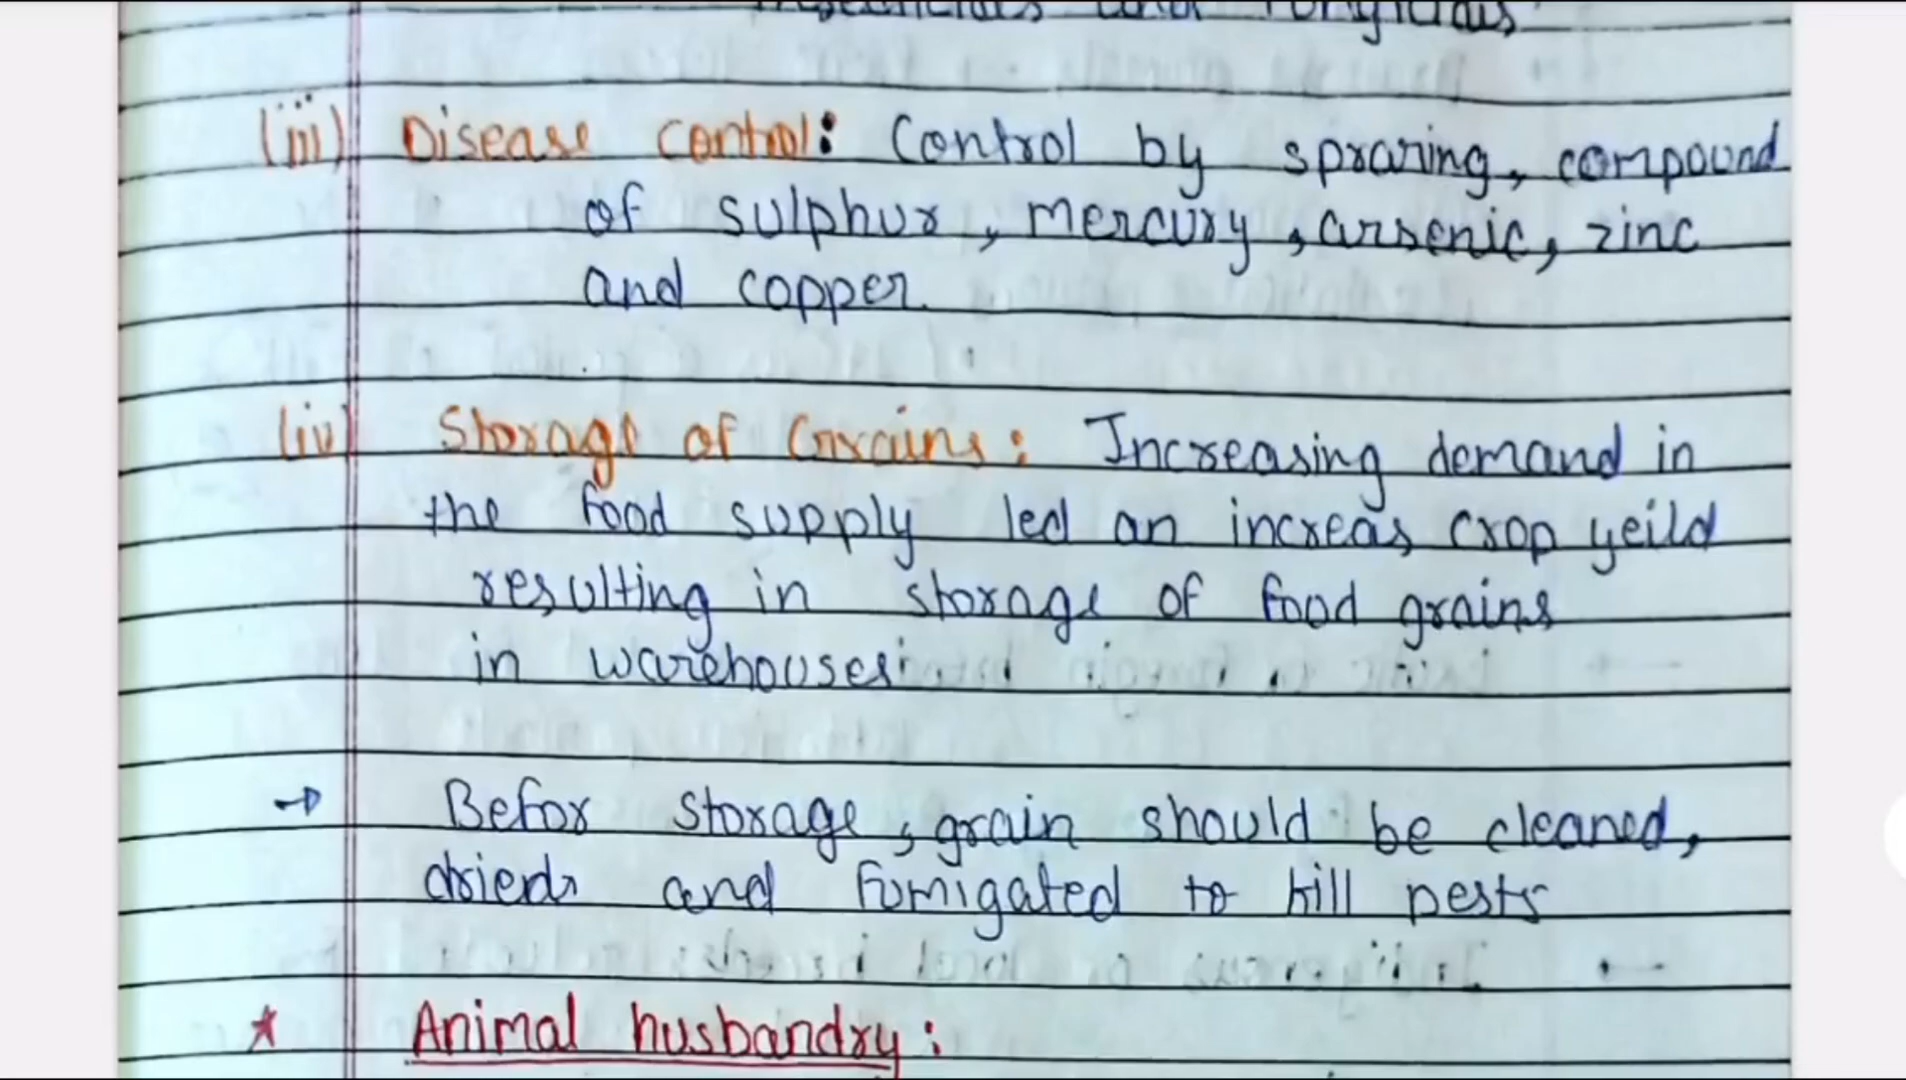 and
(iii) Disease control: Control by spraring, compound
of sulphur, mercury, arsenic, zinc
and copper.
(iv) Storage of Grains: Increasing demand in
the food supply led an increas crop yeild
resulting in storage of food grains
in warehouses
→ Befor storage, grain should be cleaned,
dried, and Fumigated to kill pests
★ Animal husbandry: